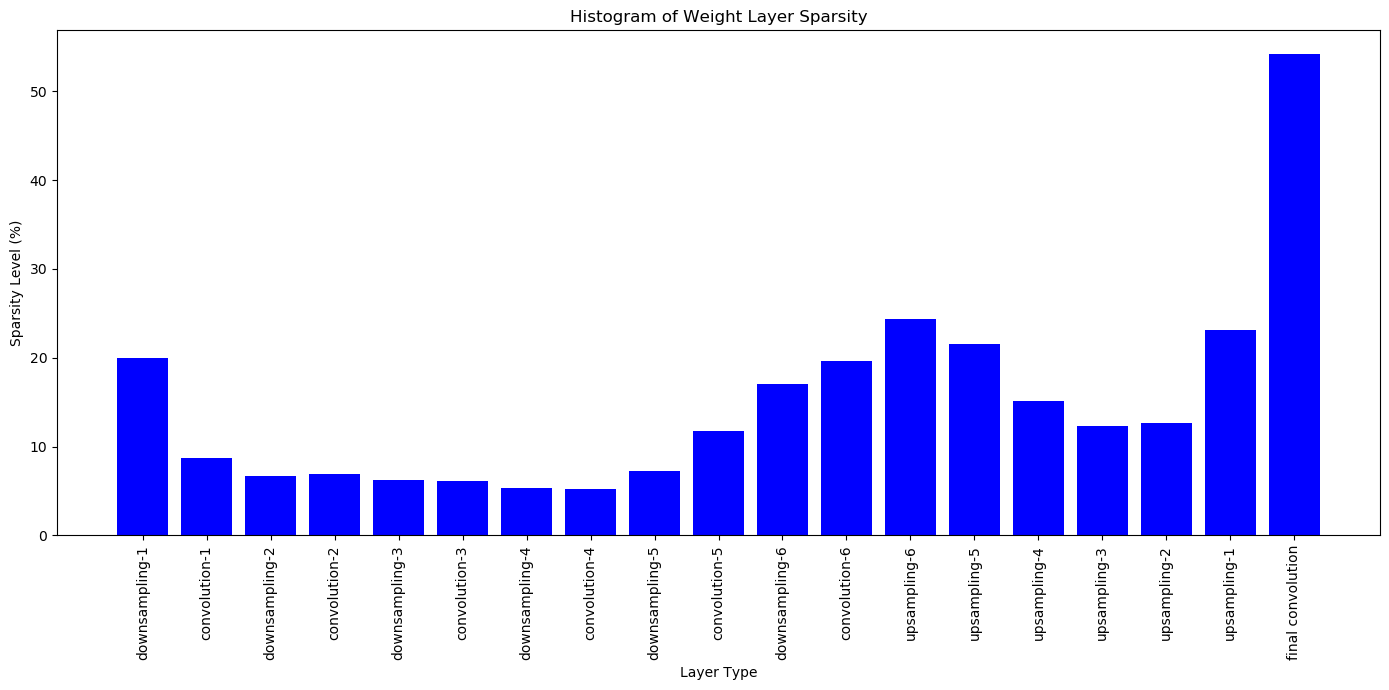 Histogram of Weight Layer Sparsity
Sparsity Level (%)
50
40
30
20
10
0
downsampling-1
convolution-1
downsampling-2
convolution-2
downsampling-3
convolution-3
downsampling-4
convolution-4
downsampling-5
convolution-5
downsampling-6
convolution-6
upsampling-6
upsampling-5
upsampling-4
upsampling-3
upsampling-2
upsampling-1
final convolution
Layer Type